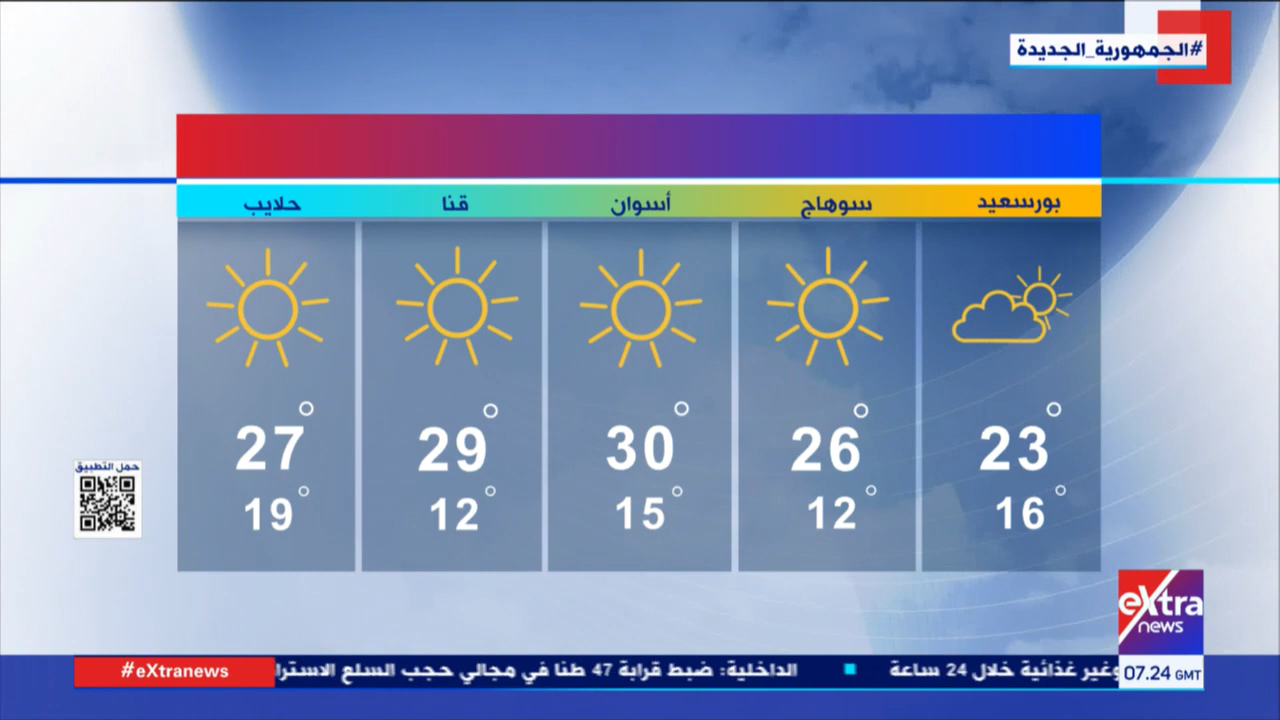 #الجمهورية_الجديدة
بورسعيد
سوهاج
أسوان
قنا
حلايب
23°
26°
30°
29°
27°
16°
12°
15°
12°
19°
حمل التطبيق
eXtra
news
وغير غذائية خلال 24 ساعة ■ الداخلية: ضبط قرابة 47 طنا في مجالي حجب السلع
#eXtranews
07.24 GMT